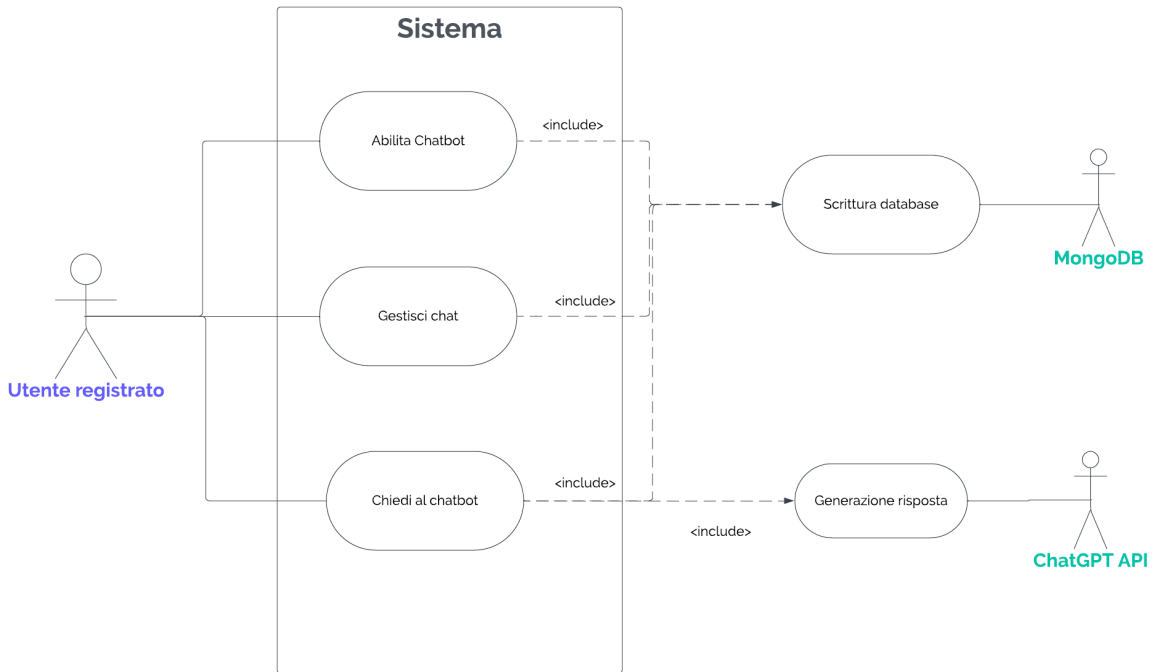 Sistema
Abilita Chatbot
<include>
Scrittura database
MongoDB
Gestisci chat
<include>
Utente registrato
Chiedi al chatbot
<include>
Generazione risposta
<include>
ChatGPT API